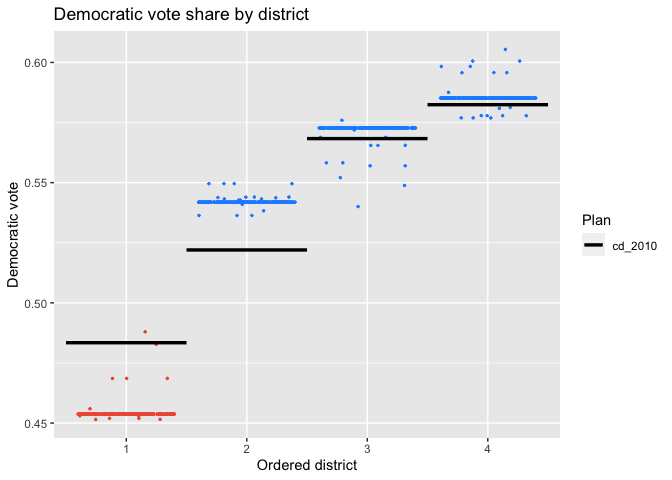 Democratic vote share by district
0.60
0.55
0.50
0.45
Democratic vote
1 2 3 4
Ordered district
Plan
cd_2010